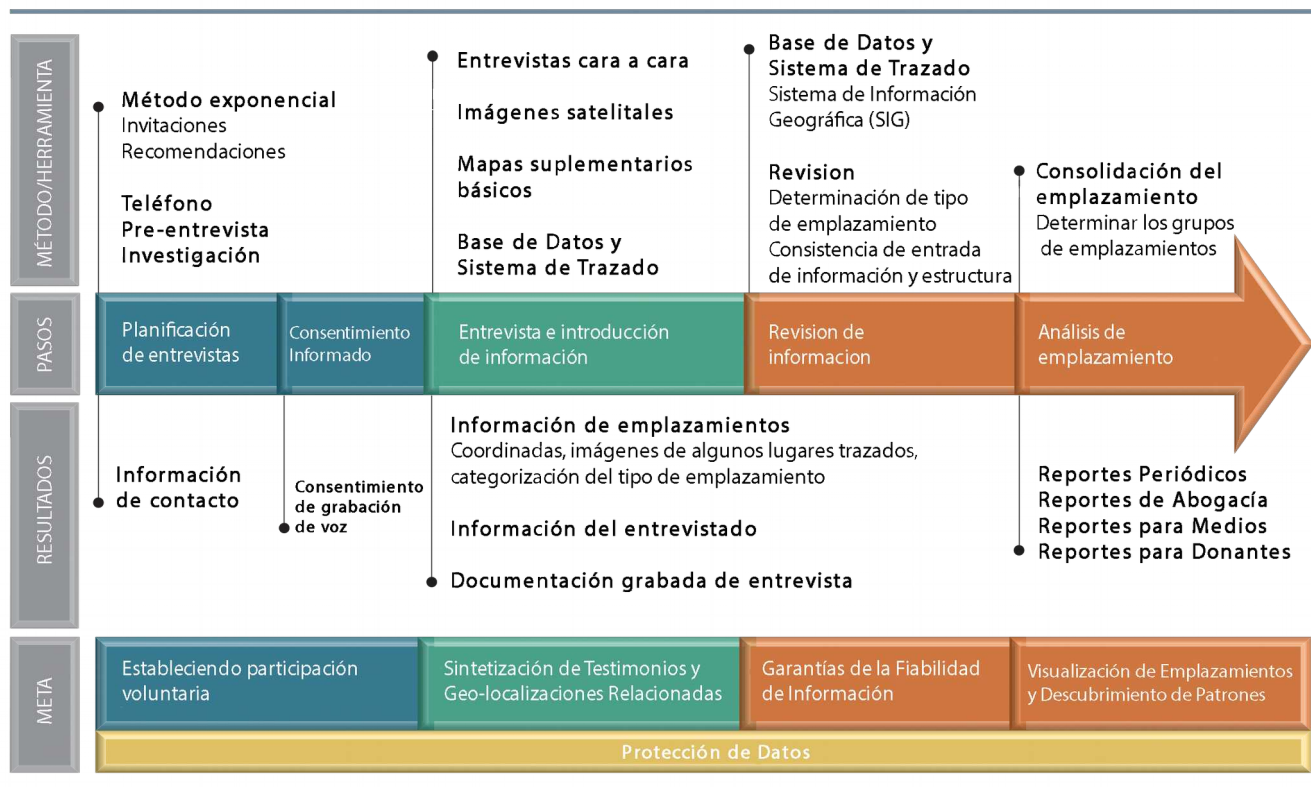 MÉTODO/HERRAMIENTA
Método exponencial
Invitaciones
Recomendaciones
Teléfono
Pre-entrevista
Investigación
Entrevistas cara a cara
Imágenes satelitales
Mapas suplementarios
básicos
Base de Datos y
Sistema de Trazado
Base de Datos y
Sistema de Trazado
Sistema de Información
Geográfica (SIG)
Revision
Determinación de tipo
de emplazamiento
Consistencia de entrada
de información y estructura
Consolidación del
emplazamiento
Determinar los grupos
de emplazamientos
PASOS
Planificación
de entrevistas
Consentimiento
Informado
Entrevista e introducción
de información
Revision de
informacion
Análisis de
emplazamiento
RESULTADOS
Información
de contacto
Consentimiento
de grabación
de voz
Información de emplazamientos
Coordinadas, imágenes de algunos lugares trazados,
categorización del tipo de emplazamiento
Información del entrevistado
Documentación grabada de entrevista
Reportes Periódicos
Reportes de Abogacía
Reportes para Medios
Reportes para Donantes
META
Estableciendo participación
voluntaria
Sintetización de Testimonios y
Geo-localizaciones Relacionadas
Garantías de la Fiabilidad
de Información
Visualización de Emplazamientos
y Descubrimiento de Patrones
Protección de Datos